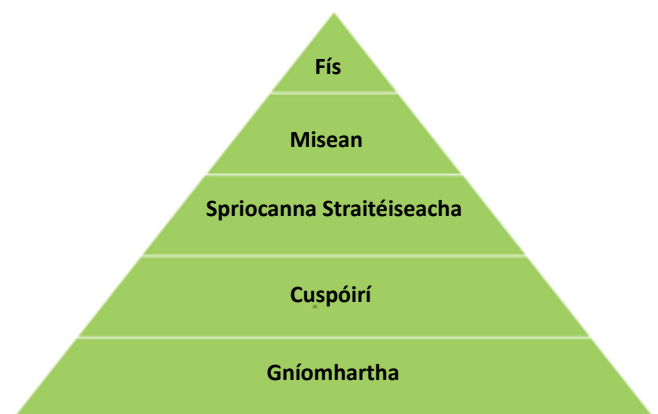 Fís
Misean
Spriocanna Straitéiseacha
Cuspóirí
Gníomhartha